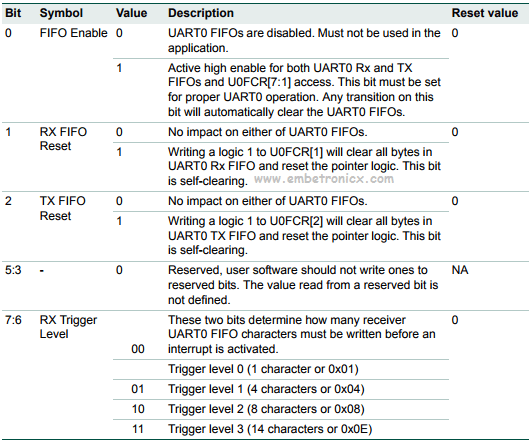 Bit Symbol Value Description Reset value
0 FIFO Enable 0 UART0 FIFOs are disabled. Must not be used in the 0
application.
1 Active high enable for both UART0 Rx and TX
FIFOs and U0FCR[7:1] access. This bit must be set
for proper UART0 operation. Any transition on this
bit will automatically clear the UART0 FIFOs.
1 RX FIFO 0 No impact on either of UART0 FIFOs. 0
Reset 1 Writing a logic 1 to U0FCR[1] will clear all bytes in
UART0 Rx FIFO and reset the pointer logic. This bit
is self-clearing. www.embetronicx.com
2 TX FIFO 0 No impact on either of UART0 FIFOs. 0
Reset 1 Writing a logic 1 to U0FCR[2] will clear all bytes in
UART0 TX FIFO and reset the pointer logic. This bit
is self-clearing.
5:3 - 0 Reserved, user software should not write ones to NA
reserved bits. The value read from a reserved bit is
not defined.
7:6 RX Trigger These two bits determine how many receiver 0
Level UART0 FIFO characters must be written before an
00 interrupt is activated.
Trigger level 0 (1 character or 0x01)
01 Trigger level 1 (4 characters or 0x04)
10 Trigger level 2 (8 characters or 0x08)
11 Trigger level 3 (14 characters or 0x0E)